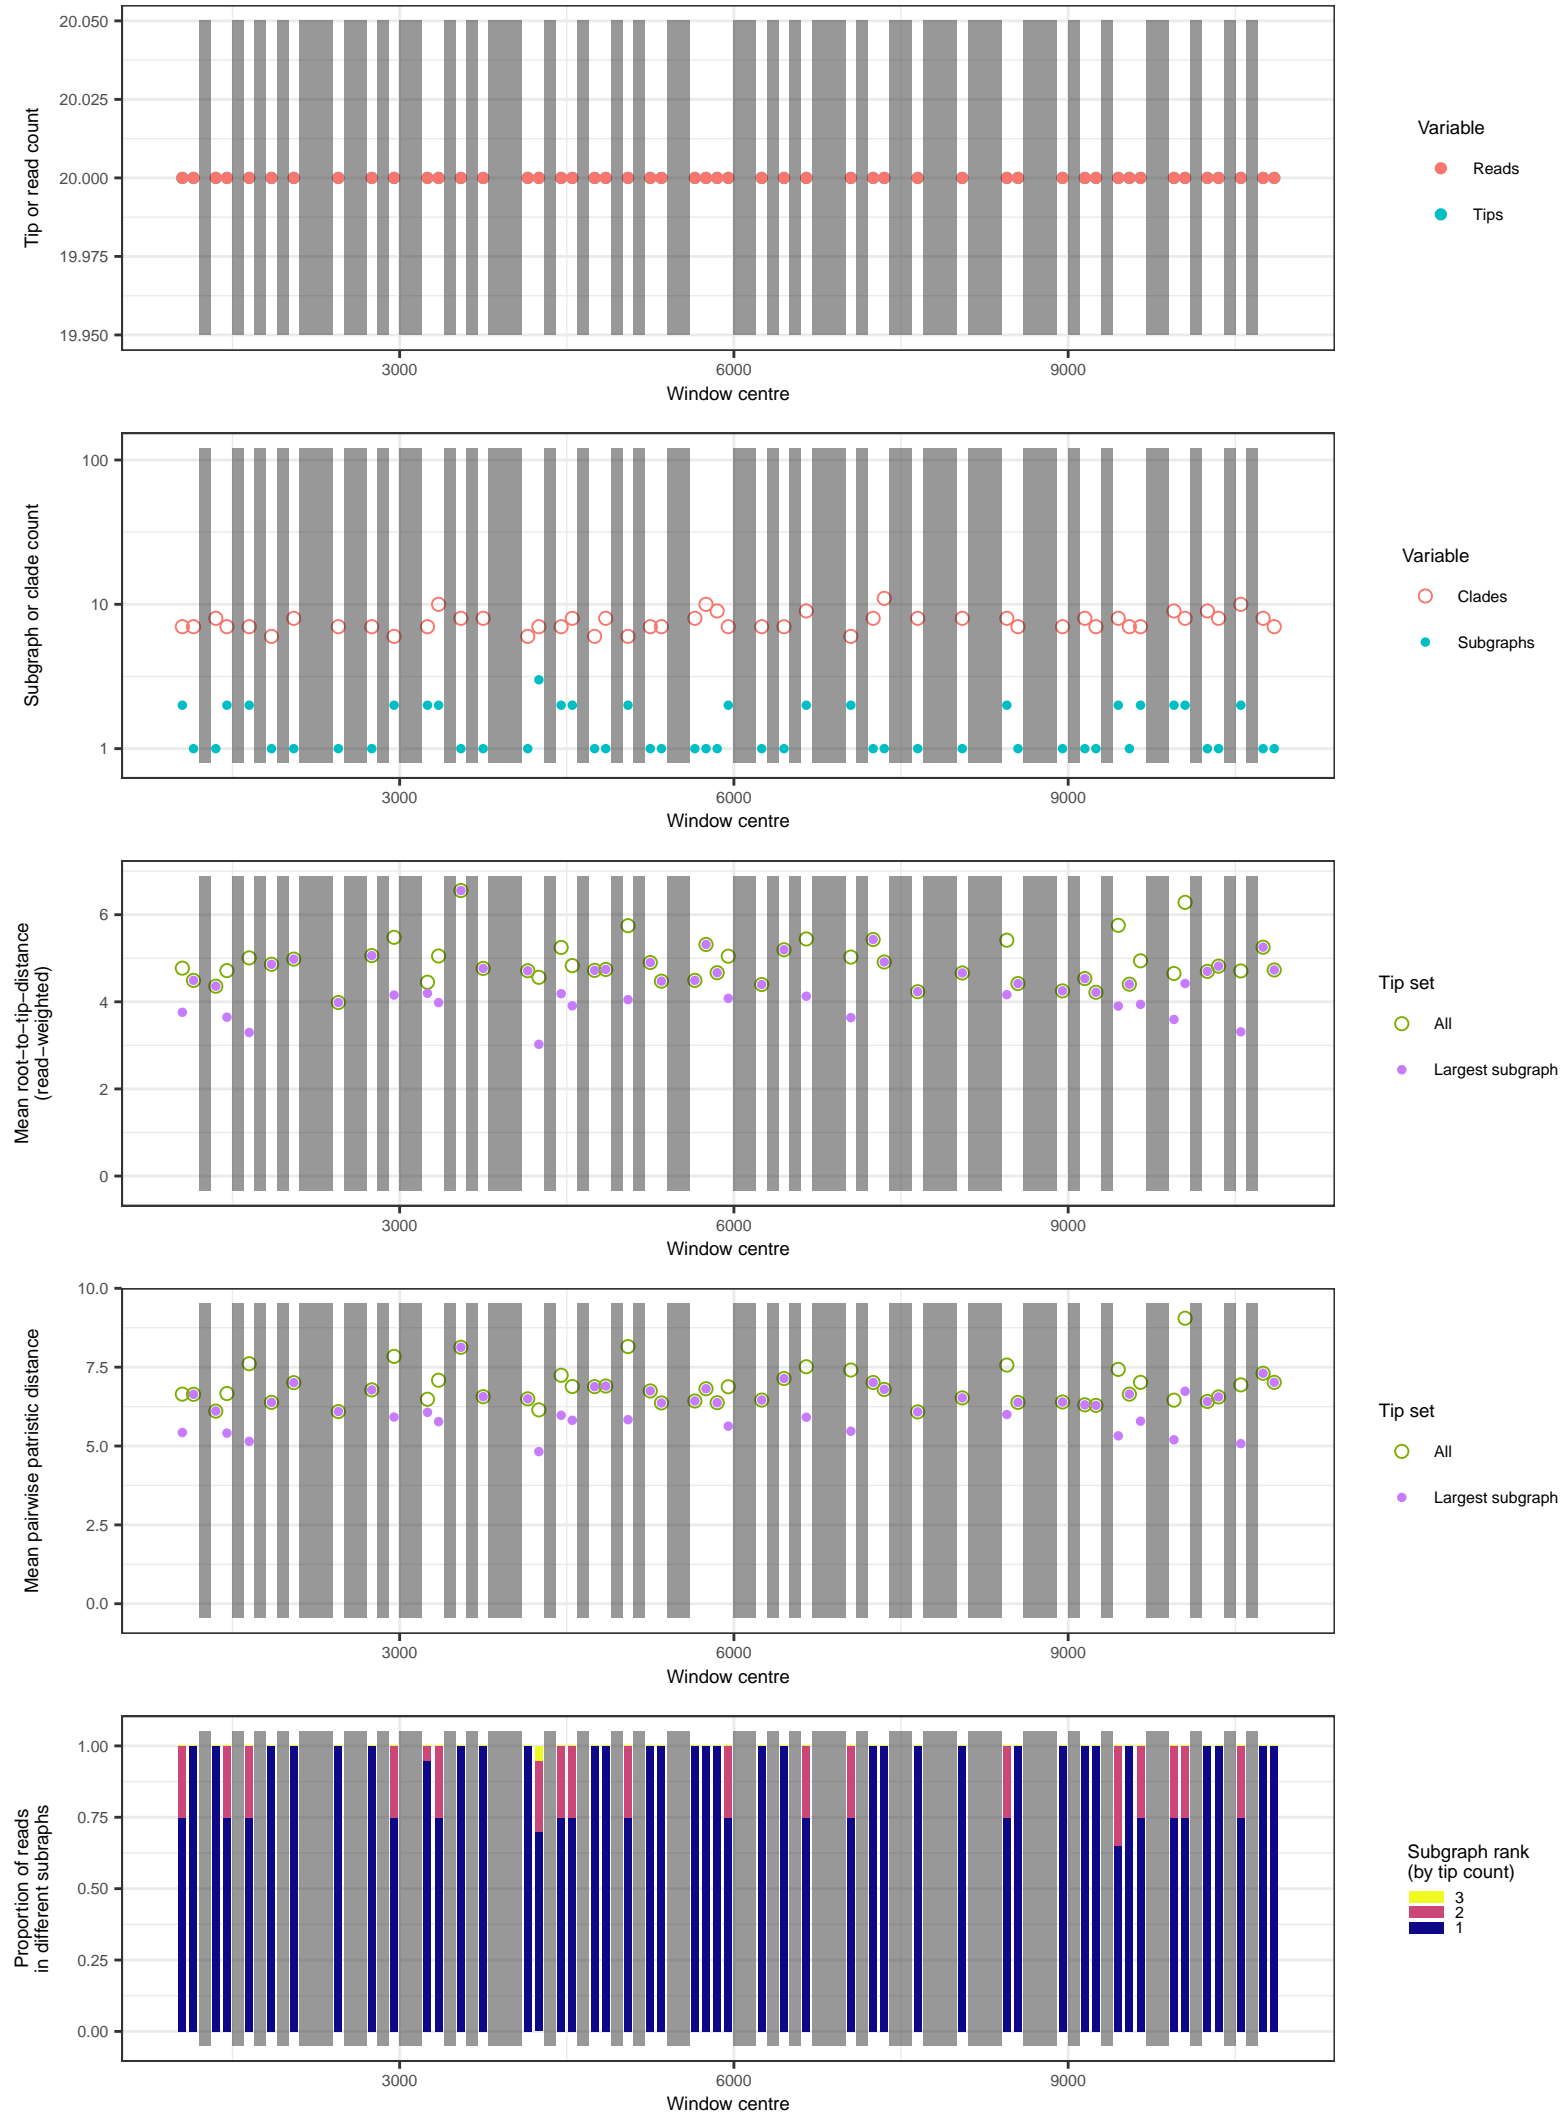 20.050
20.025
20.000
19.975
19.950
Tip or read count
3000
6000
9000
Window centre
Variable
Reads
Tips
100
10
1
Subgraph or clade count
3000
6000
9000
Window centre
Variable
Clades
Subgraphs
6
4
2
0
Mean root−to−tip−distance
(read−weighted)
3000
6000
9000
Window centre
Tip set
All
Largest subgraph
10.0
7.5
5.0
2.5
0.0
Mean pairwise patristic distance
3000
6000
9000
Window centre
Tip set
All
Largest subgraph
1.00
0.75
0.50
0.25
0.00
Proportion of reads
in different subraphs
3000
6000
9000
Window centre
Subgraph rank
(by tip count)
3
2
1